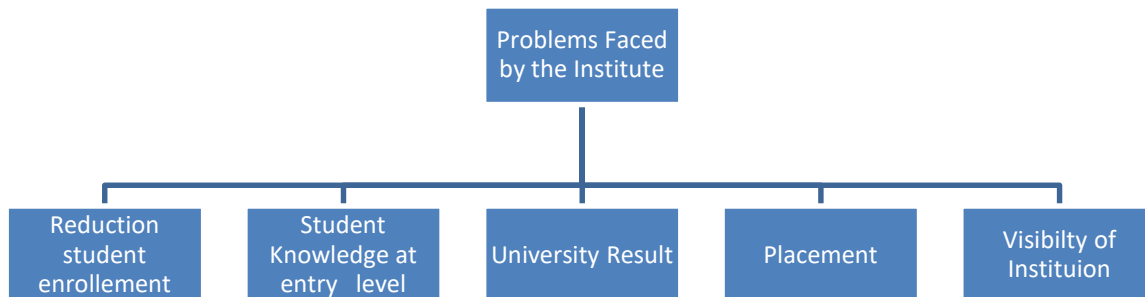 Problems Faced
by the Institute
Reduction
student
enrollement
Student
Knowledge at
entry level
University Result
Placement
Visibilty of
Instituion